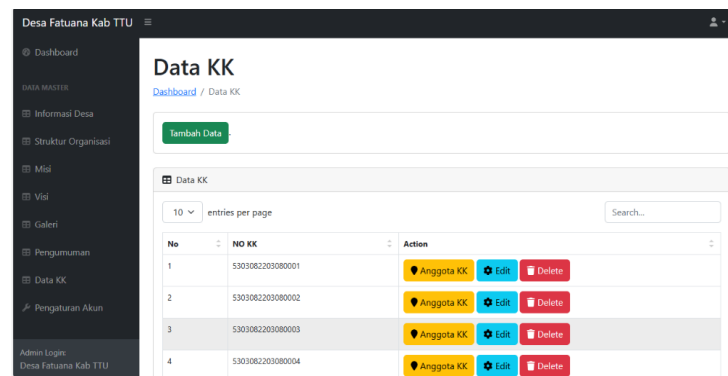 Desa Fatuana Kab TTU
Dashboard
DATA MASTER
Informasi Desa
Struktur Organisasi
Misi
Visi
Galeri
Pengumuman
Data KK
Pengaturan Akun
Admin Login:
Desa Fatuana Kab TTU
Data KK
Dashboard / Data KK
Tambah Data .
Data KK
10 entries per page Search...
No NO KK Action
1 5303082203080001 Anggota KK Edit Delete
2 5303082203080002 Anggota KK Edit Delete
3 5303082203080003 Anggota KK Edit Delete
4 5303082203080004 Anggota KK Edit Delete